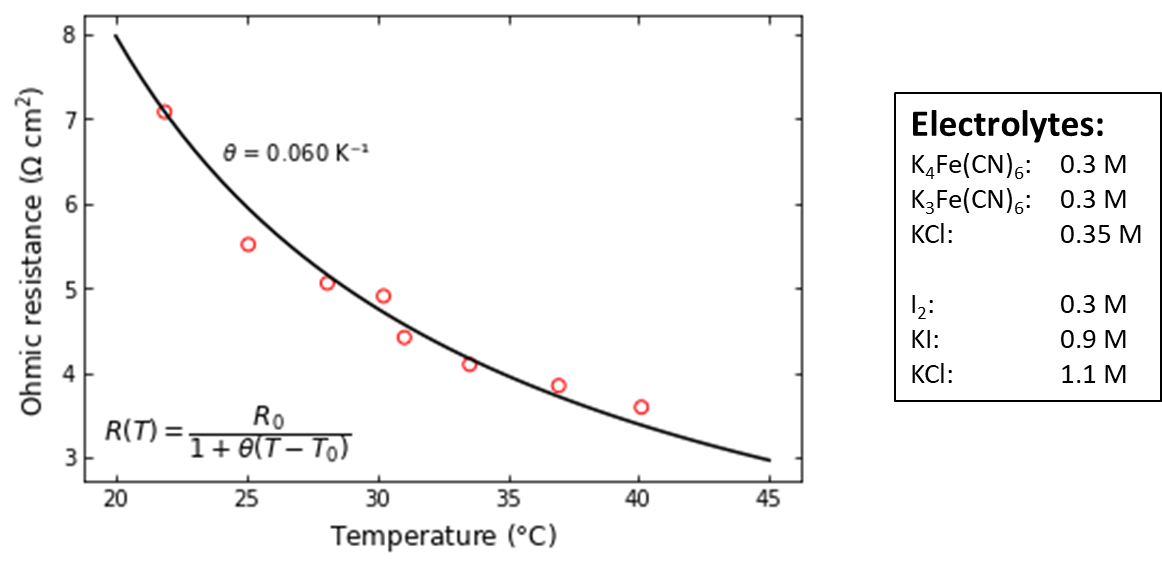 8
7
6
5
4
3
Ohmic resistance (Ω cm²)
θ = 0.060 K⁻¹
R(T) = R₀ / 1 + θ(T − T₀)
20 25 30 35 40 45
Temperature (°C)
Electrolytes:
K₄Fe(CN)₆: 0.3 M
K₃Fe(CN)₆: 0.3 M
KCl: 0.35 M
I₂: 0.3 M
KI: 0.9 M
KCl: 1.1 M